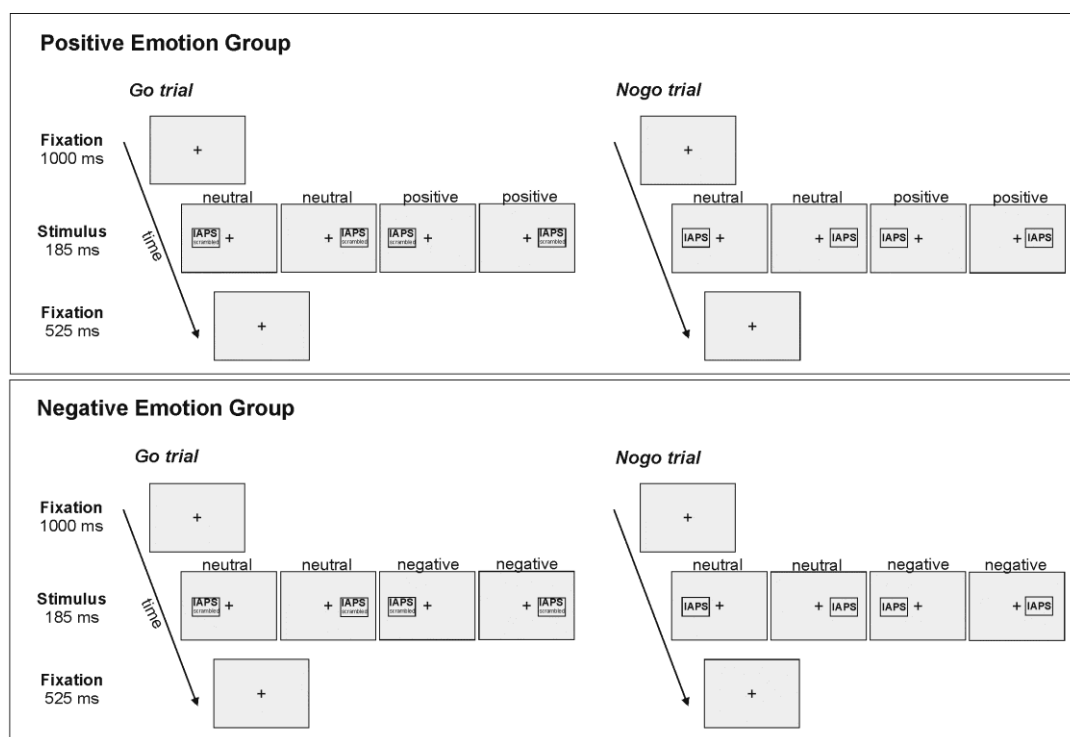 Positive Emotion Group
Go trial
Nogo trial
Fixation
1000 ms
neutral neutral positive positive
neutral neutral positive positive
Stimulus
185 ms
time
IAPS
scrambled
IAPS
scrambled
IAPS
scrambled
IAPS
scrambled
IAPS
IAPS
IAPS
IAPS
Fixation
525 ms
Negative Emotion Group
Go trial
Nogo trial
Fixation
1000 ms
neutral neutral negative negative
neutral neutral negative negative
Stimulus
185 ms
time
IAPS
scrambled
IAPS
scrambled
IAPS
scrambled
IAPS
scrambled
IAPS
IAPS
IAPS
IAPS
Fixation
525 ms